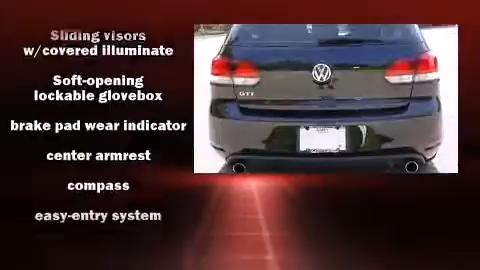 Sliding visors
w/covered illuminate
Soft-opening
lockable glovebox
brake pad wear indicator
center armrest
compass
easy-entry system
GTI